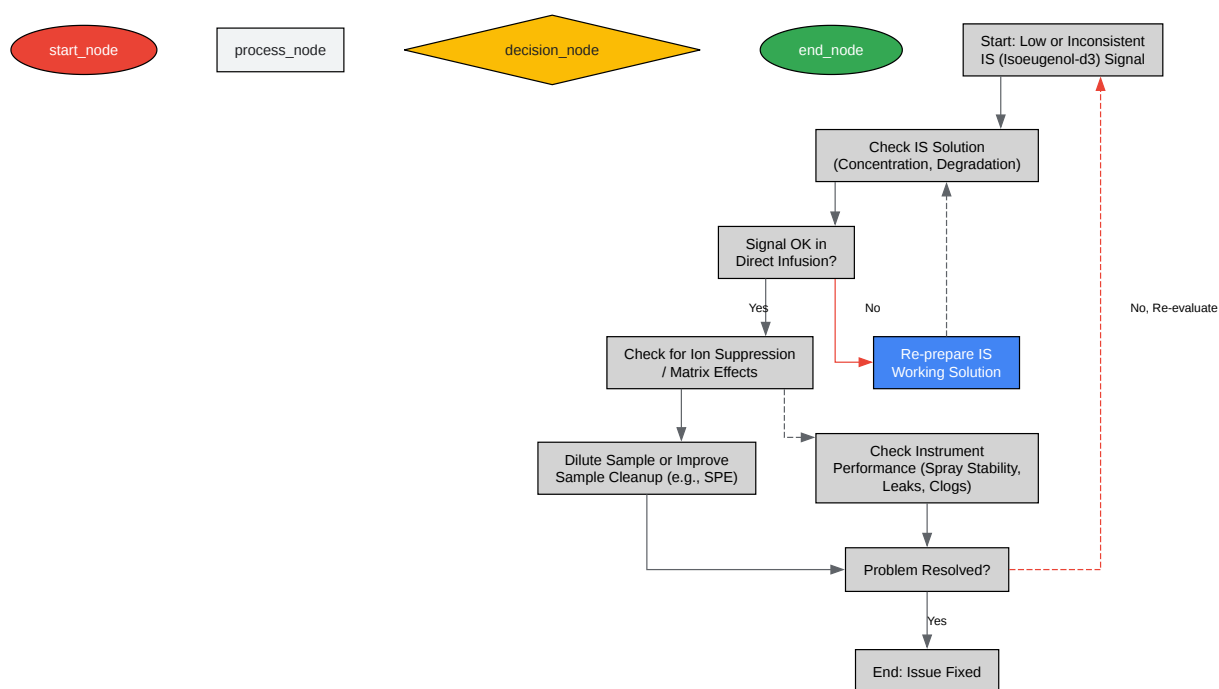 start_node
process_node
decision_node
end_node
Start: Low or Inconsistent
IS (Isoeugenol-d3) Signal
Check IS Solution
(Concentration, Degradation)
Signal OK in
Direct Infusion?
Yes
No
No, Re-evaluate
Check for Ion Suppression
/ Matrix Effects
Re-prepare IS
Working Solution
Dilute Sample or Improve
Sample Cleanup (e.g., SPE)
Check Instrument
Performance (Spray Stability,
Leaks, Clogs)
Problem Resolved?
Yes
End: Issue Fixed